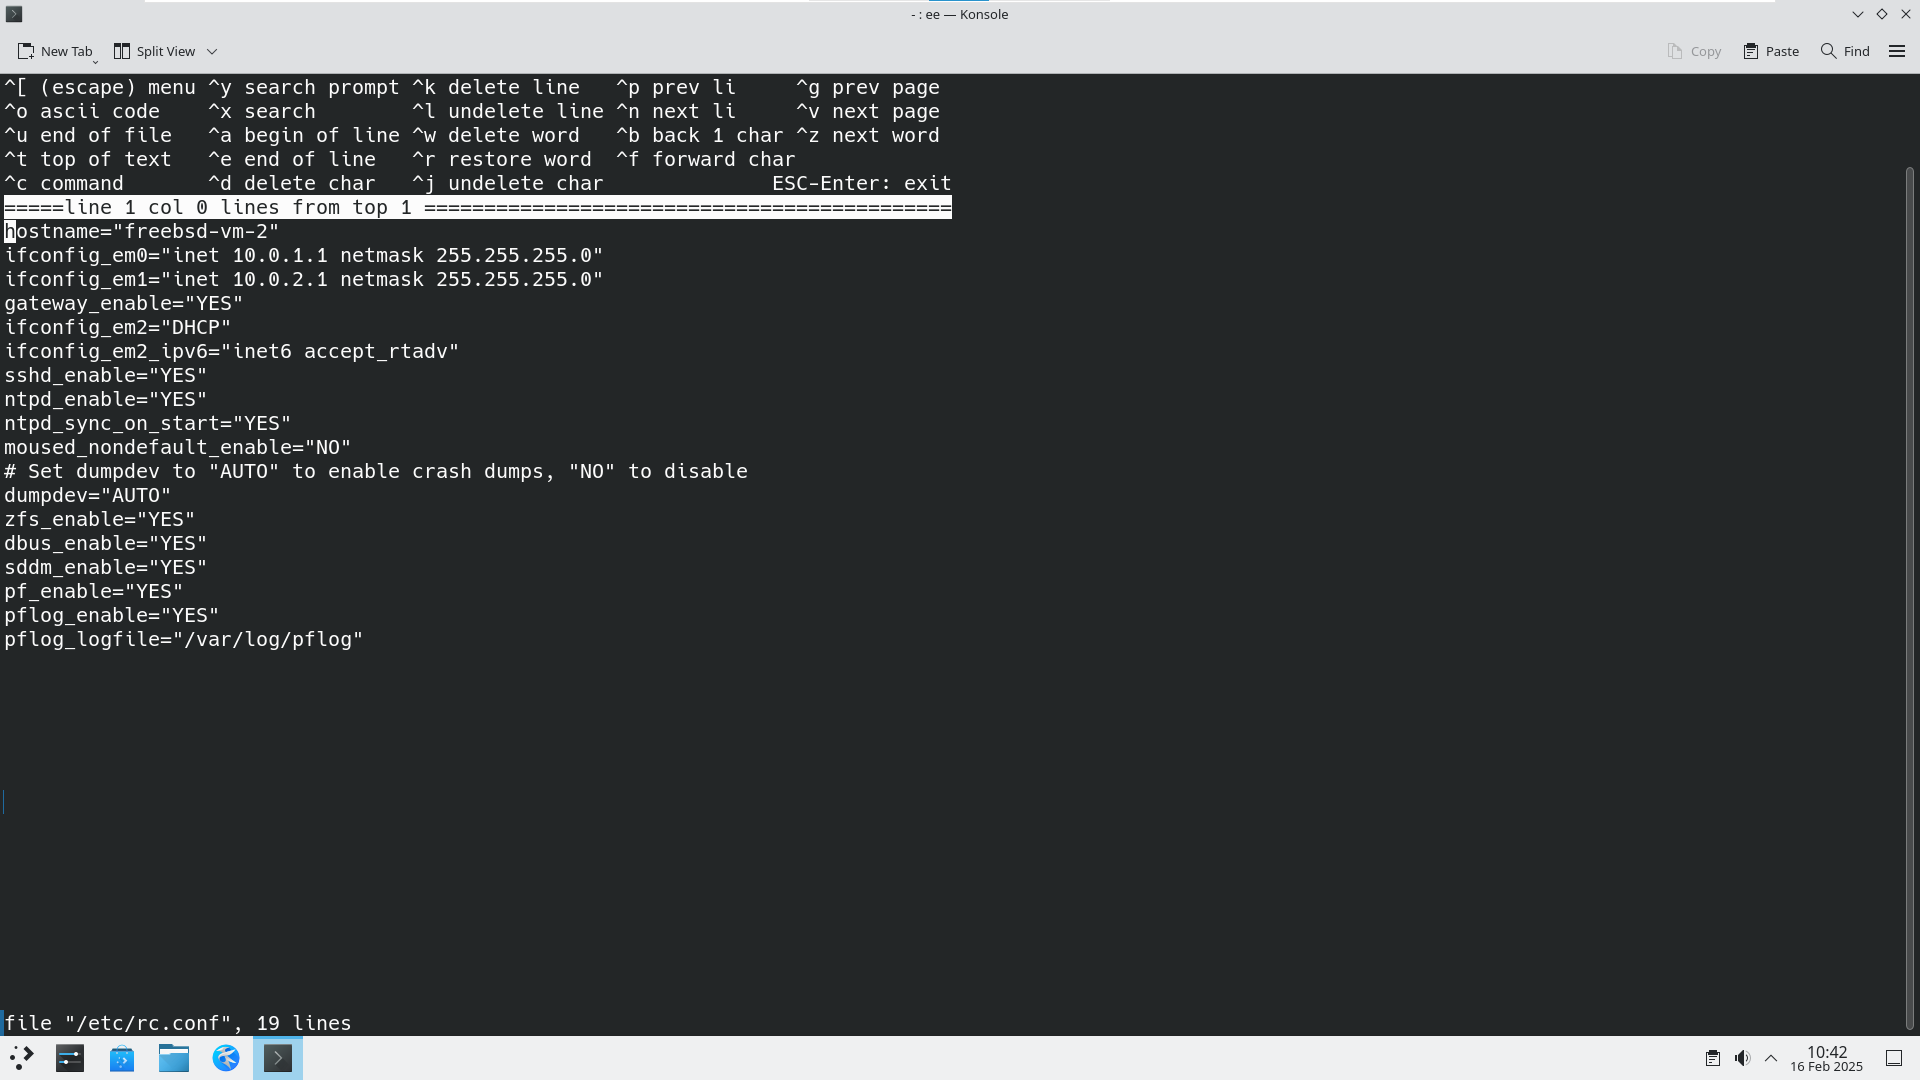 - : ee — Konsole
New Tab Split View Copy Paste Find
^[ (escape) menu ^y search prompt ^k delete line ^p prev li ^g prev page
^o ascii code ^x search ^l undelete line ^n next li ^v next page
^u end of file ^a begin of line ^w delete word ^b back 1 char ^z next word
^t top of text ^e end of line ^r restore word ^f forward char
^c command ^d delete char ^j undelete char ESC-Enter: exit
=====line 1 col 0 lines from top 1 ============================================
hostname="freebsd-vm-2"
ifconfig_em0="inet 10.0.1.1 netmask 255.255.255.0"
ifconfig_em1="inet 10.0.2.1 netmask 255.255.255.0"
gateway_enable="YES"
ifconfig_em2="DHCP"
ifconfig_em2_ipv6="inet6 accept_rtadv"
sshd_enable="YES"
ntpd_enable="YES"
ntpd_sync_on_start="YES"
moused_nondefault_enable="NO"
# Set dumpdev to "AUTO" to enable crash dumps, "NO" to disable
dumpdev="AUTO"
zfs_enable="YES"
dbus_enable="YES"
sddm_enable="YES"
pf_enable="YES"
pflog_enable="YES"
pflog_logfile="/var/log/pflog"
file "/etc/rc.conf", 19 lines
10:42
16 Feb 2025